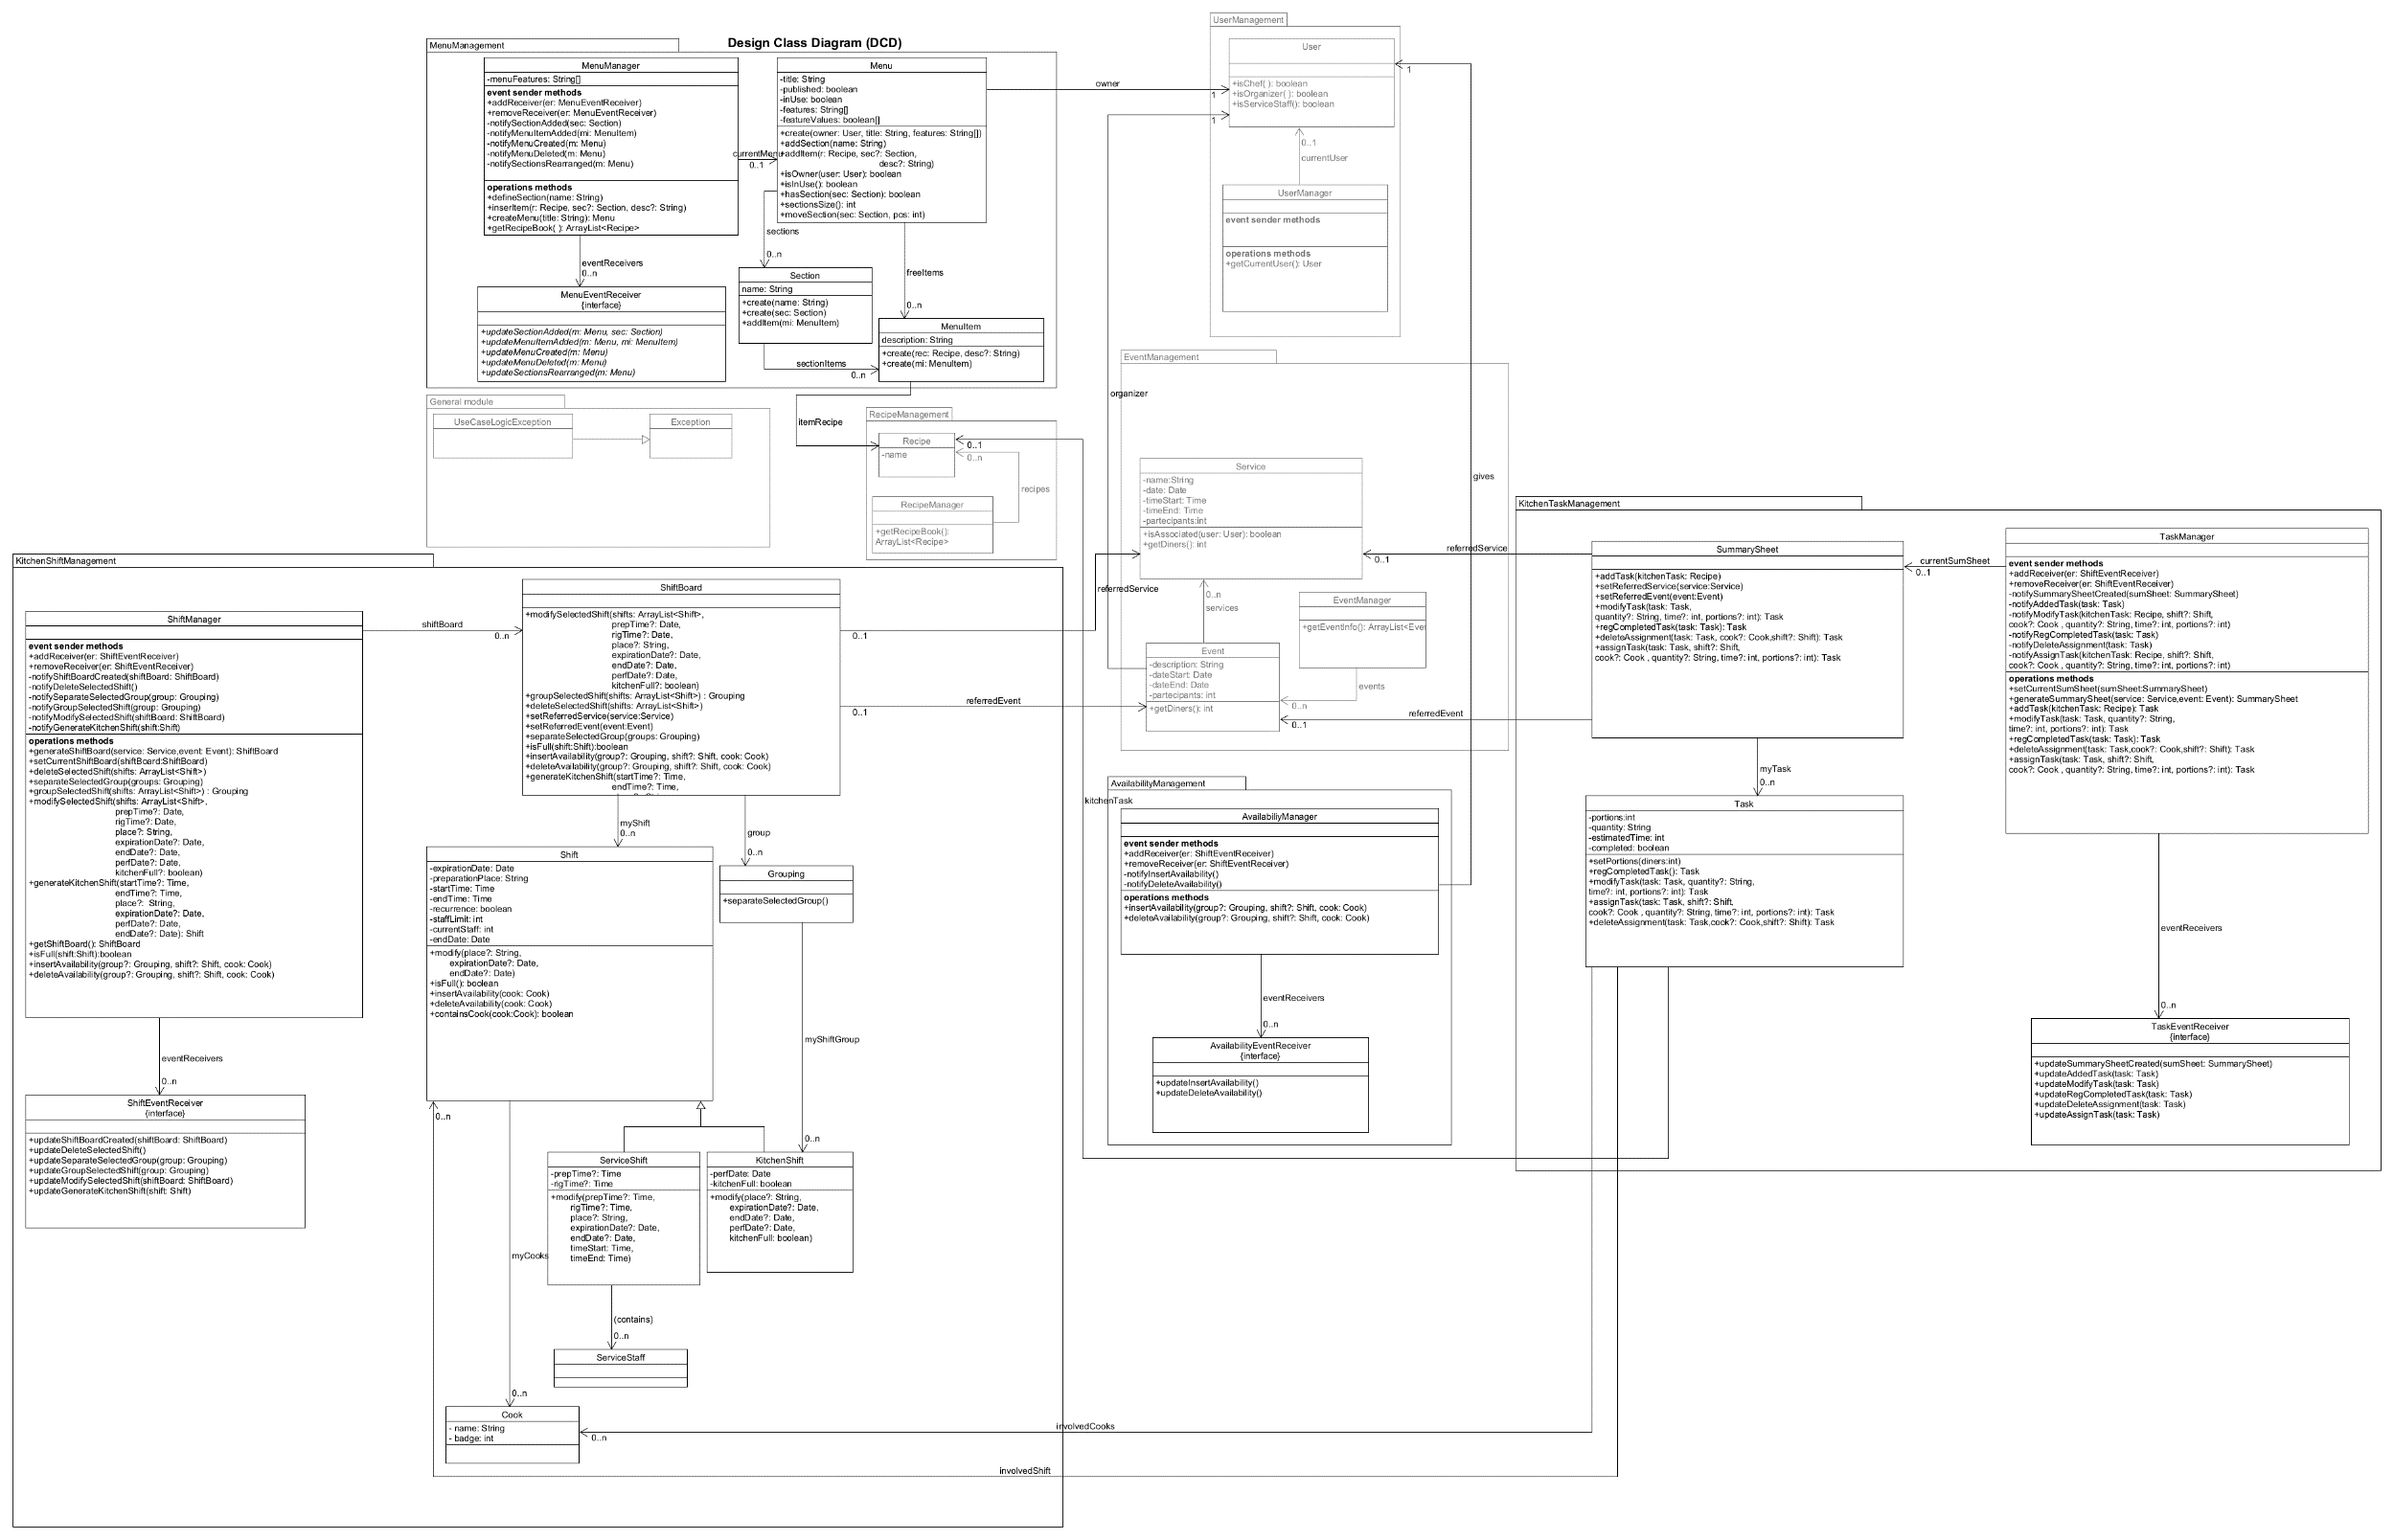 Design Class Diagram (DCD)
MenuManagement
MenuManager
-menuFeatures: String[]
event sender methods
+addReceiver(er: MenuEventReceiver)
+removeReceiver(er: MenuEventReceiver)
-notifySectionAdded(sec: Section)
-notifyMenuItemAdded(mi: MenuItem)
-notifyMenuCreated(m: Menu)
-notifyMenuDeleted(m: Menu)
-notifySectionsRearranged(m: Menu)
operations methods
+defineSection(name: String)
+inserItem(r: Recipe, sec?: Section, desc?: String)
+createMenu(title: String): Menu
+getRecipeBook( ): ArrayList<Recipe>
currentMenu
0..1
Menu
-title: String
-published: boolean
-inUse: boolean
-features: String[]
-featureValues: boolean[]
+create(owner: User, title: String, features: String[])
+addSection(name: String)
+addItem(r: Recipe, sec?: Section,
desc?: String)
+isOwner(user: User): boolean
+isInUse(): boolean
+hasSection(sec: Section): boolean
+sectionsSize(): int
+moveSection(sec: Section, pos: int)
owner
1
eventReceivers
0..n
sections
0..n
freeItems
0..n
MenuEventReceiver
{interface}
+updateSectionAdded(m: Menu, sec: Section)
+updateMenuItemAdded(m: Menu, mi: MenuItem)
+updateMenuCreated(m: Menu)
+updateMenuDeleted(m: Menu)
+updateSectionsRearranged(m: Menu)
Section
name: String
+create(name: String)
+create(sec: Section)
+addItem(mi: MenuItem)
sectionItems
0..n
MenuItem
description: String
+create(rec: Recipe, desc?: String)
+create(mi: MenuItem)
itemRecipe
UserManagement
User
+isChef( ): boolean
+isOrganizer( ): boolean
+isServiceStaff(): boolean
1
1
0..1
currentUser
UserManager
event sender methods
operations methods
+getCurrentUser(): User
General module
UseCaseLogicException
Exception
RecipeManagement
Recipe
-name
0..1
0..n
recipes
RecipeManager
+getRecipeBook():
ArrayList<Recipe>
EventManagement
organizer
gives
Service
-name:String
-date: Date
-timeStart: Time
-timeEnd: Time
-partecipants:int
+isAssociated(user: User): boolean
+getDiners(): int
0..n
services
EventManager
+getEventInfo(): ArrayList<Eve
Event
-description: String
-dateStart: Date
-dateEnd: Date
-partecipants: int
+getDiners(): int
events
0..n
0..1
referredService
0..1
referredEvent
KitchenTaskManagement
SummarySheet
+addTask(kitchenTask: Recipe)
+setReferredService(service:Service)
+setReferredEvent(event:Event)
+modifyTask(task: Task,
quantity?: String, time?: int, portions?: int): Task
+regCompletedTask(task: Task): Task
+deleteAssignment(task: Task, cook?: Cook,shift?: Shift): Task
+assignTask(task: Task, shift?: Shift,
cook?: Cook , quantity?: String, time?: int, portions?: int): Task
currentSumSheet
0..1
TaskManager
event sender methods
+addReceiver(er: ShiftEventReceiver)
+removeReceiver(er: ShiftEventReceiver)
-notifySummarySheetCreated(sumSheet: SummarySheet)
-notifyAddedTask(task: Task)
-notifyModifyTask(kitchenTask: Recipe, shift?: Shift,
cook?: Cook , quantity?: String, time?: int, portions?: int)
-notifyRegCompletedTask(task: Task)
-notifyDeleteAssignment(task: Task)
-notifyAssignTask(kitchenTask: Recipe, shift?: Shift,
cook?: Cook , quantity?: String, time?: int, portions?: int)
operations methods
+setCurrentSumSheet(sumSheet:SummarySheet)
+generateSummarySheet(service: Service,event: Event): SummarySheet
+addTask(kitchenTask: Recipe): Task
+modifyTask(task: Task, quantity?: String,
time?: int, portions?: int): Task
+regCompletedTask(task: Task): Task
+deleteAssignment(task: Task,cook?: Cook,shift?: Shift): Task
+assignTask(task: Task, shift?: Shift,
cook?: Cook , quantity?: String, time?: int, portions?: int): Task
myTask
0..n
Task
-portions:int
-quantity: String
-estimatedTime: int
-completed: boolean
+setPortions(diners:int)
+regCompletedTask(): Task
+modifyTask(task: Task, quantity?: String,
time?: int, portions?: int): Task
+assignTask(task: Task, shift?: Shift,
cook?: Cook , quantity?: String, time?: int, portions?: int): Task
+deleteAssignment(task: Task,cook?: Cook,shift?: Shift): Task
eventReceivers
0..n
TaskEventReceiver
{interface}
+updateSummarySheetCreated(sumSheet: SummarySheet)
+updateAddedTask(task: Task)
+updateModifyTask(task: Task)
+updateRegCompletedTask(task: Task)
+updateDeleteAssignment(task: Task)
+updateAssignTask(task: Task)
KitchenShiftManagement
ShiftManager
event sender methods
+addReceiver(er: ShiftEventReceiver)
+removeReceiver(er: ShiftEventReceiver)
-notifyShiftBoardCreated(shiftBoard: ShiftBoard)
-notifyDeleteSelectedShift()
-notifySeparateSelectedGroup(group: Grouping)
-notifyGroupSelectedShift(group: Grouping)
-notifyModifySelectedShift(shiftBoard: ShiftBoard)
-notifyGenerateKitchenShift(shift:Shift)
operations methods
+generateShiftBoard(service: Service,event: Event): ShiftBoard
+setCurrentShiftBoard(shiftBoard:ShiftBoard)
+deleteSelectedShift(shifts: ArrayList<Shift>)
+separateSelectedGroup(groups: Grouping)
+groupSelectedShift(shifts: ArrayList<Shift>) : Grouping
+modifySelectedShift(shifts: ArrayList<Shift>,
prepTime?: Date,
rigTime?: Date,
place?: String,
expirationDate?: Date,
endDate?: Date,
perfDate?: Date,
kitchenFull?: boolean)
+generateKitchenShift(startTime?: Time,
endTime?: Time,
place?: String,
expirationDate?: Date,
perfDate?: Date,
endDate?: Date): Shift
+getShiftBoard(): ShiftBoard
+isFull(shift:Shift):boolean
+insertAvailability(group?: Grouping, shift?: Shift, cook: Cook)
+deleteAvailability(group?: Grouping, shift?: Shift, cook: Cook)
shiftBoard
0..n
ShiftBoard
+modifySelectedShift(shifts: ArrayList<Shift>,
prepTime?: Date,
rigTime?: Date,
place?: String,
expirationDate?: Date,
endDate?: Date,
perfDate?: Date,
kitchenFull?: boolean)
+groupSelectedShift(shifts: ArrayList<Shift>) : Grouping
+deleteSelectedShift(shifts: ArrayList<Shift>)
+setReferredService(service:Service)
+setReferredEvent(event:Event)
+separateSelectedGroup(groups: Grouping)
+isFull(shift:Shift):boolean
+insertAvailability(group?: Grouping, shift?: Shift, cook: Cook)
+deleteAvailability(group?: Grouping, shift?: Shift, cook: Cook)
+generateKitchenShift(startTime?: Time,
endTime?: Time,
0..1
referredService
0..1
referredEvent
myShift
0..n
group
0..n
Shift
-expirationDate: Date
-preparationPlace: String
-startTime: Time
-endTime: Time
-recurrence: boolean
-staffLimit: int
-currentStaff: int
-endDate: Date
+modify(place?: String,
expirationDate?: Date,
endDate?: Date)
+isFull(): boolean
+insertAvailability(cook: Cook)
+deleteAvailability(cook: Cook)
+containsCook(cook:Cook): boolean
0..n
Grouping
+separateSelectedGroup()
myShiftGroup
0..n
eventReceivers
0..n
ShiftEventReceiver
{interface}
+updateShiftBoardCreated(shiftBoard: ShiftBoard)
+updateDeleteSelectedShift()
+updateSeparateSelectedGroup(group: Grouping)
+updateGroupSelectedShift(group: Grouping)
+updateModifySelectedShift(shiftBoard: ShiftBoard)
+updateGenerateKitchenShift(shift: Shift)
ServiceShift
-prepTime?: Time
-rigTime?: Time
+modify(prepTime?: Time,
rigTime?: Time,
place?: String,
expirationDate?: Date,
endDate?: Date,
timeStart: Time,
timeEnd: Time)
KitchenShift
-perfDate: Date
-kitchenFull: boolean
+modify(place?: String,
expirationDate?: Date,
endDate?: Date,
perfDate?: Date,
kitchenFull: boolean)
myCooks
0..n
(contains)
0..n
ServiceStaff
Cook
- name: String
- badge: int
0..n
involvedCooks
involvedShift
AvailabilityManagement
kitchenTask
AvailabiliyManager
event sender methods
+addReceiver(er: ShiftEventReceiver)
+removeReceiver(er: ShiftEventReceiver)
-notifyInsertAvailability()
-notifyDeleteAvailability()
operations methods
+insertAvailability(group?: Grouping, shift?: Shift, cook: Cook)
+deleteAvailability(group?: Grouping, shift?: Shift, cook: Cook)
eventReceivers
0..n
AvailabilityEventReceiver
{interface}
+updateInsertAvailability()
+updateDeleteAvailability()